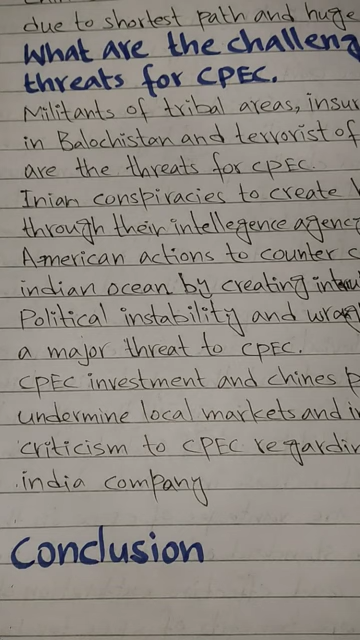 due to shortest path and huge
What are the challeng
threats for CPEC.
Militants of tribal areas, insu
in Balochistan and terrorist of
are the threats for CPEC.
Inian conspiracies to create
through their intellegence agenc
American actions to counter c
indian ocean by creating
Political instability and wrang
a major threat to CPEC.
CPEC investment and chines p
undermine local markets and i
criticism to CPEC regardin
india company
Conclusion